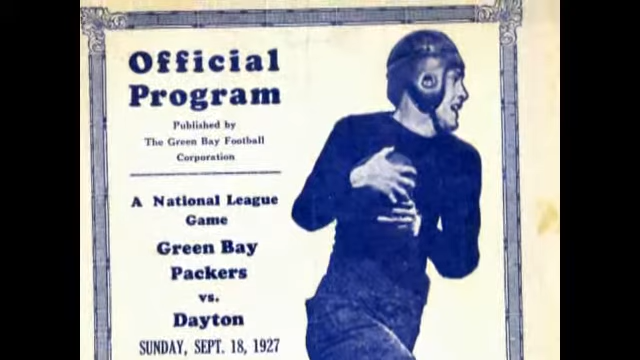 Official
Program
Published by
The Green Bay Football
Corporation
A National League
Game
Green Bay
Packers
vs.
Dayton
SUNDAY, SEPT. 18, 1927